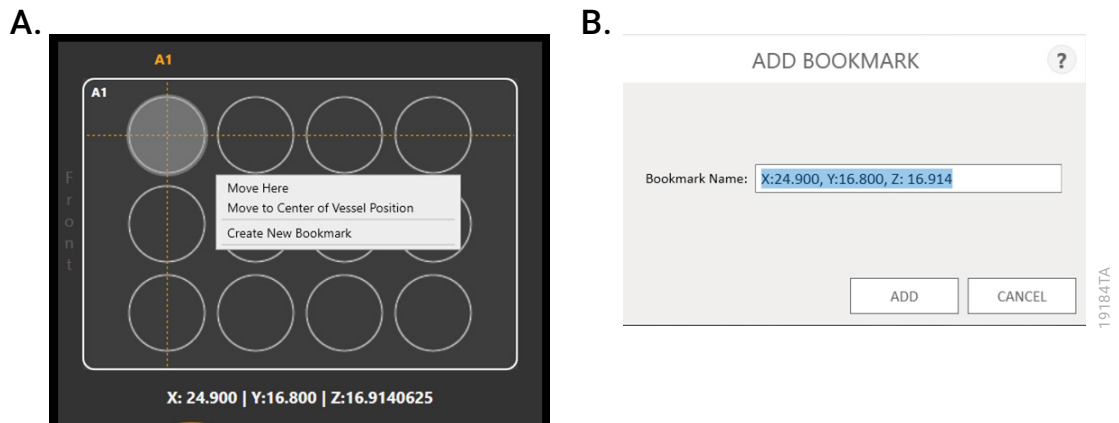 A.
A1
A1
Front
Move Here
Move to Center of Vessel Position
Create New Bookmark
X: 24.900 | Y:16.800 | Z:16.9140625
B.
ADD BOOKMARK
?
Bookmark Name:
X:24.900, Y:16.800, Z: 16.914
ADD
CANCEL
19184TA